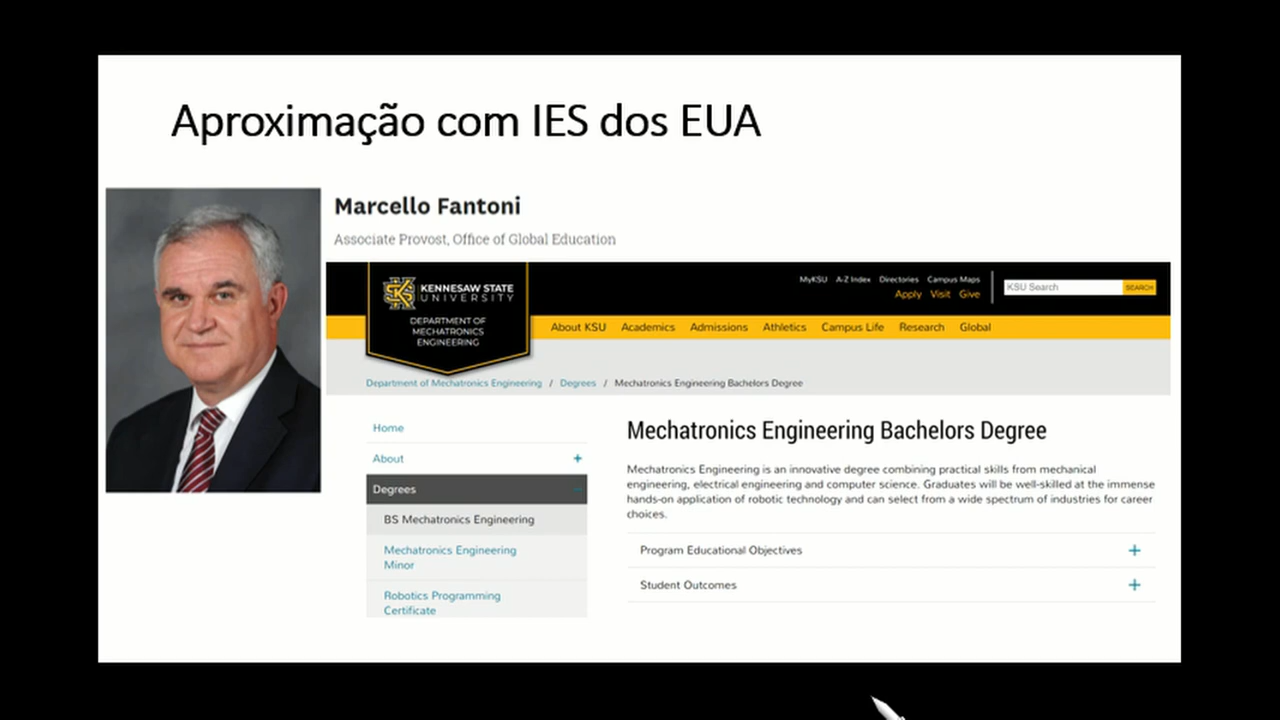 Aproximação com IES dos EUA
Marcello Fantoni
Associate Provost, Office of Global Education
MyKSU A-Z Index Directories Campus Maps
Apply Visit Give
KSU Search SEARCH
KS
KENNESAW STATE
UNIVERSITY
DEPARTMENT OF
MECHATRONICS
ENGINEERING
About KSU Academics Admissions Athletics Campus Life Research Global
Department of Mechatronics Engineering / Degrees / Mechatronics Engineering Bachelors Degree
Home
About +
Degrees −
BS Mechatronics Engineering
Mechatronics Engineering
Minor
Robotics Programming
Certificate
Mechatronics Engineering Bachelors Degree
Mechatronics Engineering is an innovative degree combining practical skills from mechanical
engineering, electrical engineering and computer science. Graduates will be well-skilled at the immense
hands-on application of robotic technology and can select from a wide spectrum of industries for career
choices.
Program Educational Objectives +
Student Outcomes +